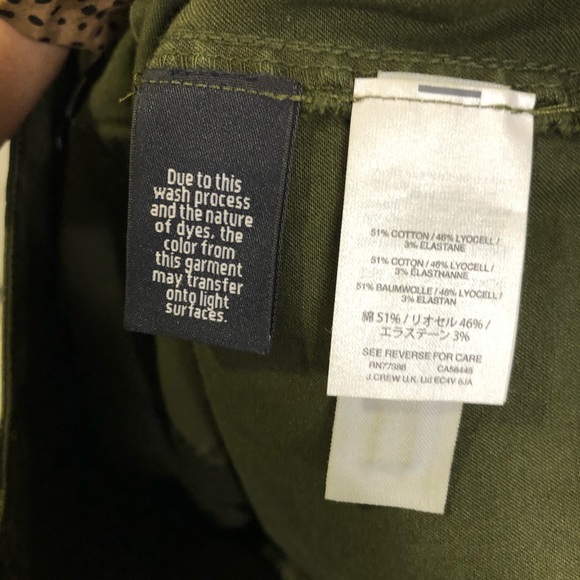 Due to this
wash process
and the nature
of dyes, the
color from
this garment
may transfer
onto light
surfaces.
51% COTTON / 46% LYOCELL /
3% ELASTANE
51% COTON / 46% LYOCELL /
3% ELASTHANNE
51% BAUMWOLLE / 46% LYOCELL /
3% ELASTAN
綿 51% / リオセル 46% /
エラステーン 3%
SEE REVERSE FOR CARE
RN77388 CA56445
J.CREW U.K. Ltd EC4V 6JA